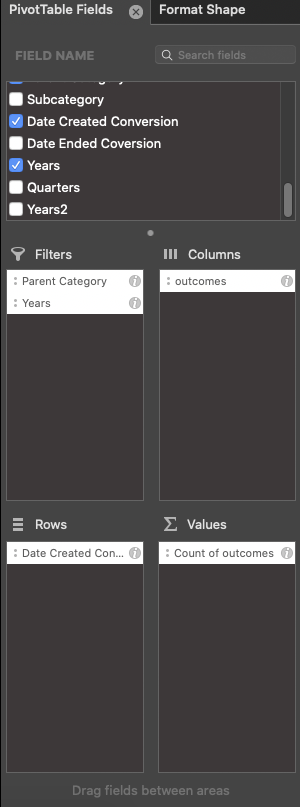 PivotTable Fields
Format Shape
FIELD NAME
Search fields
Subcategory
Date Created Conversion
Date Ended Coversion
Years
Quarters
Years2
Filters
Columns
Parent Category
Years
outcomes
Rows
Values
Date Created Con...
Count of outcomes
Drag fields between areas